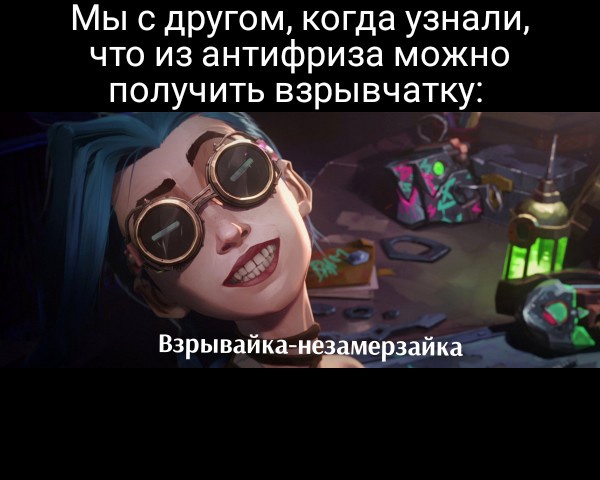 Мы с другом, когда узнали,
что из антифриза можно
получить взрывчатку:
Взрывайка-незамерзайка